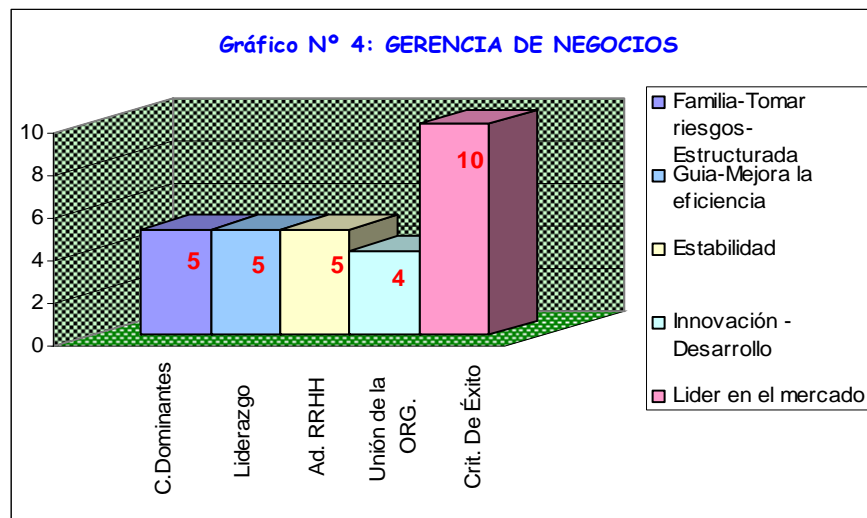 Gráfico Nº 4: GERENCIA DE NEGOCIOS
10
8
6
4
2
0
5
5
5
4
10
C.Dominantes
Liderazgo
Ad. RRHH
Unión de la
ORG.
Crit. De Éxito
Familia-Tomar
riesgos-
Estructurada
Guia-Mejora la
eficiencia
Estabilidad
Innovación -
Desarrollo
Lider en el mercado